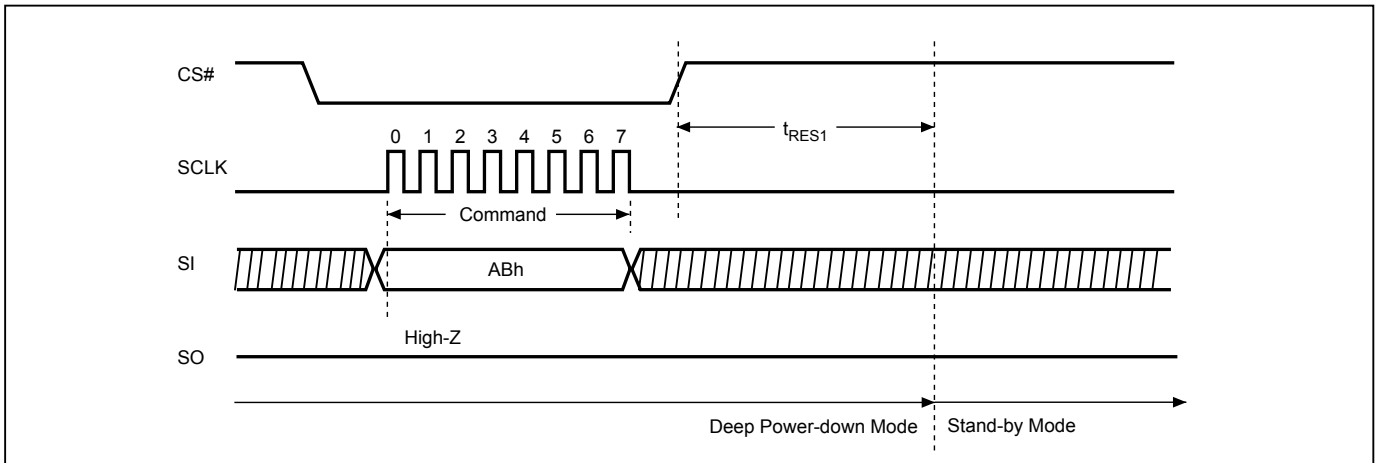 CS#
tRES1
0 1 2 3 4 5 6 7
SCLK
Command
SI
ABh
High-Z
SO
Deep Power-down Mode Stand-by Mode